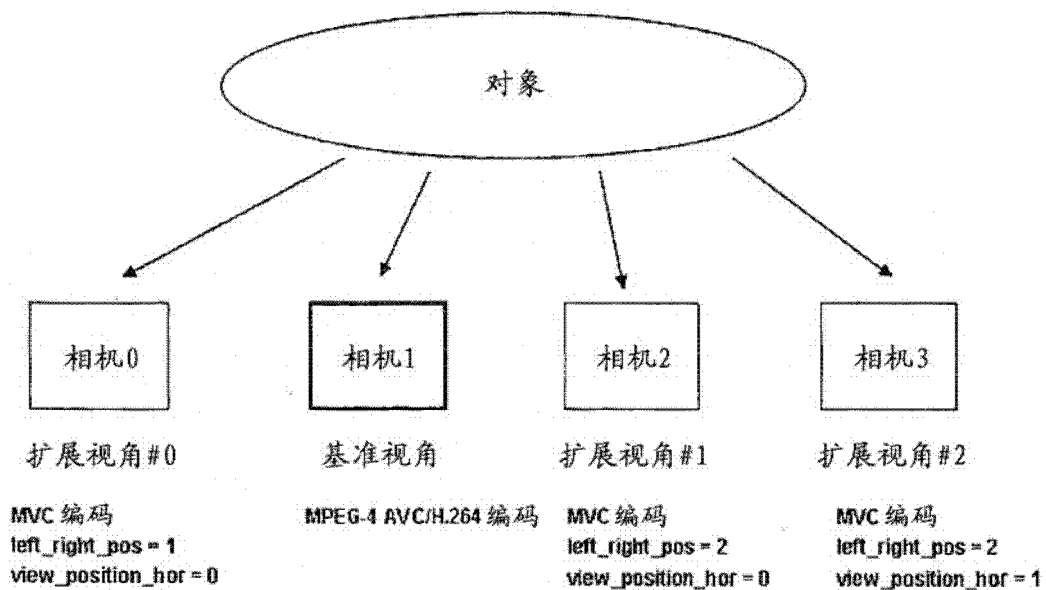 对象
相机0
相机1
相机2
相机3
扩展视角#0
基准视角
扩展视角#1
扩展视角#2
MVC 编码
left_right_pos = 1
view_position_hor = 0
MPEG-4 AVC/H.264 编码
MVC 编码
left_right_pos = 2
view_position_hor = 0
MVC 编码
left_right_pos = 2
view_position_hor = 1